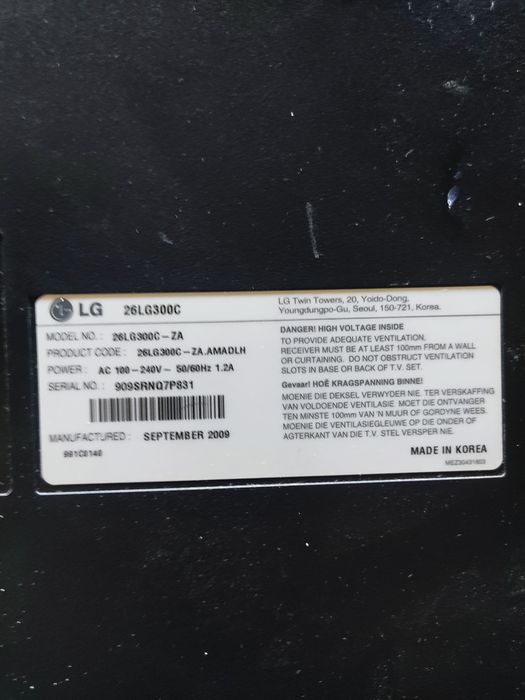 LG 26LG300C
LG Twin Towers, 20, Yoido-Dong,
Youngdungpo-Gu, Seoul, 150-721, Korea.
MODEL NO. : 26LG300C-ZA
PRODUCT CODE : 26LG300C-ZA.AMADLH
POWER : AC 100-240V~ 50/60Hz 1.2A
SERIAL NO. : 909SRNQ7P831
MANUFACTURED : SEPTEMBER 2009
991C0140
DANGER! HIGH VOLTAGE INSIDE
TO PROVIDE ADEQUATE VENTILATION,
RECEIVER MUST BE AT LEAST 100mm FROM A WALL
OR CURTAINING. DO NOT OBSTRUCT VENTILATION
SLOTS IN BASE OR BACK OF T.V. SET.
Gevaar! HOË KRAGSPANNING BINNE!
MOENIE DIE DEKSEL VERWYDER NIE. TER VERSKAFFING
VAN VOLDOENDE VENTILASIE MOET DIE ONTVANGER
TEN MINSTE 100mm VAN 'N MUUR OF GORDYNE WEES.
MOENIE DIE VENTILASIEGLEUWE OP DIE ONDER OF
AGTERKANT VAN DIE T.V. STEL VERSPER NIE.
MADE IN KOREA